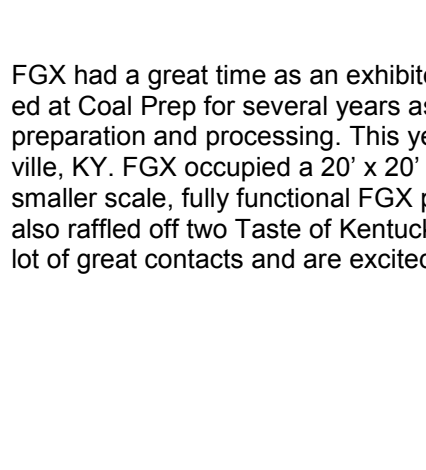 FGX had a great time as an exhibit
ed at Coal Prep for several years as
preparation and processing. This ye
ville, KY. FGX occupied a 20’ x 20’
smaller scale, fully functional FGX p
also raffled off two Taste of Kentuck
lot of great contacts and are excited